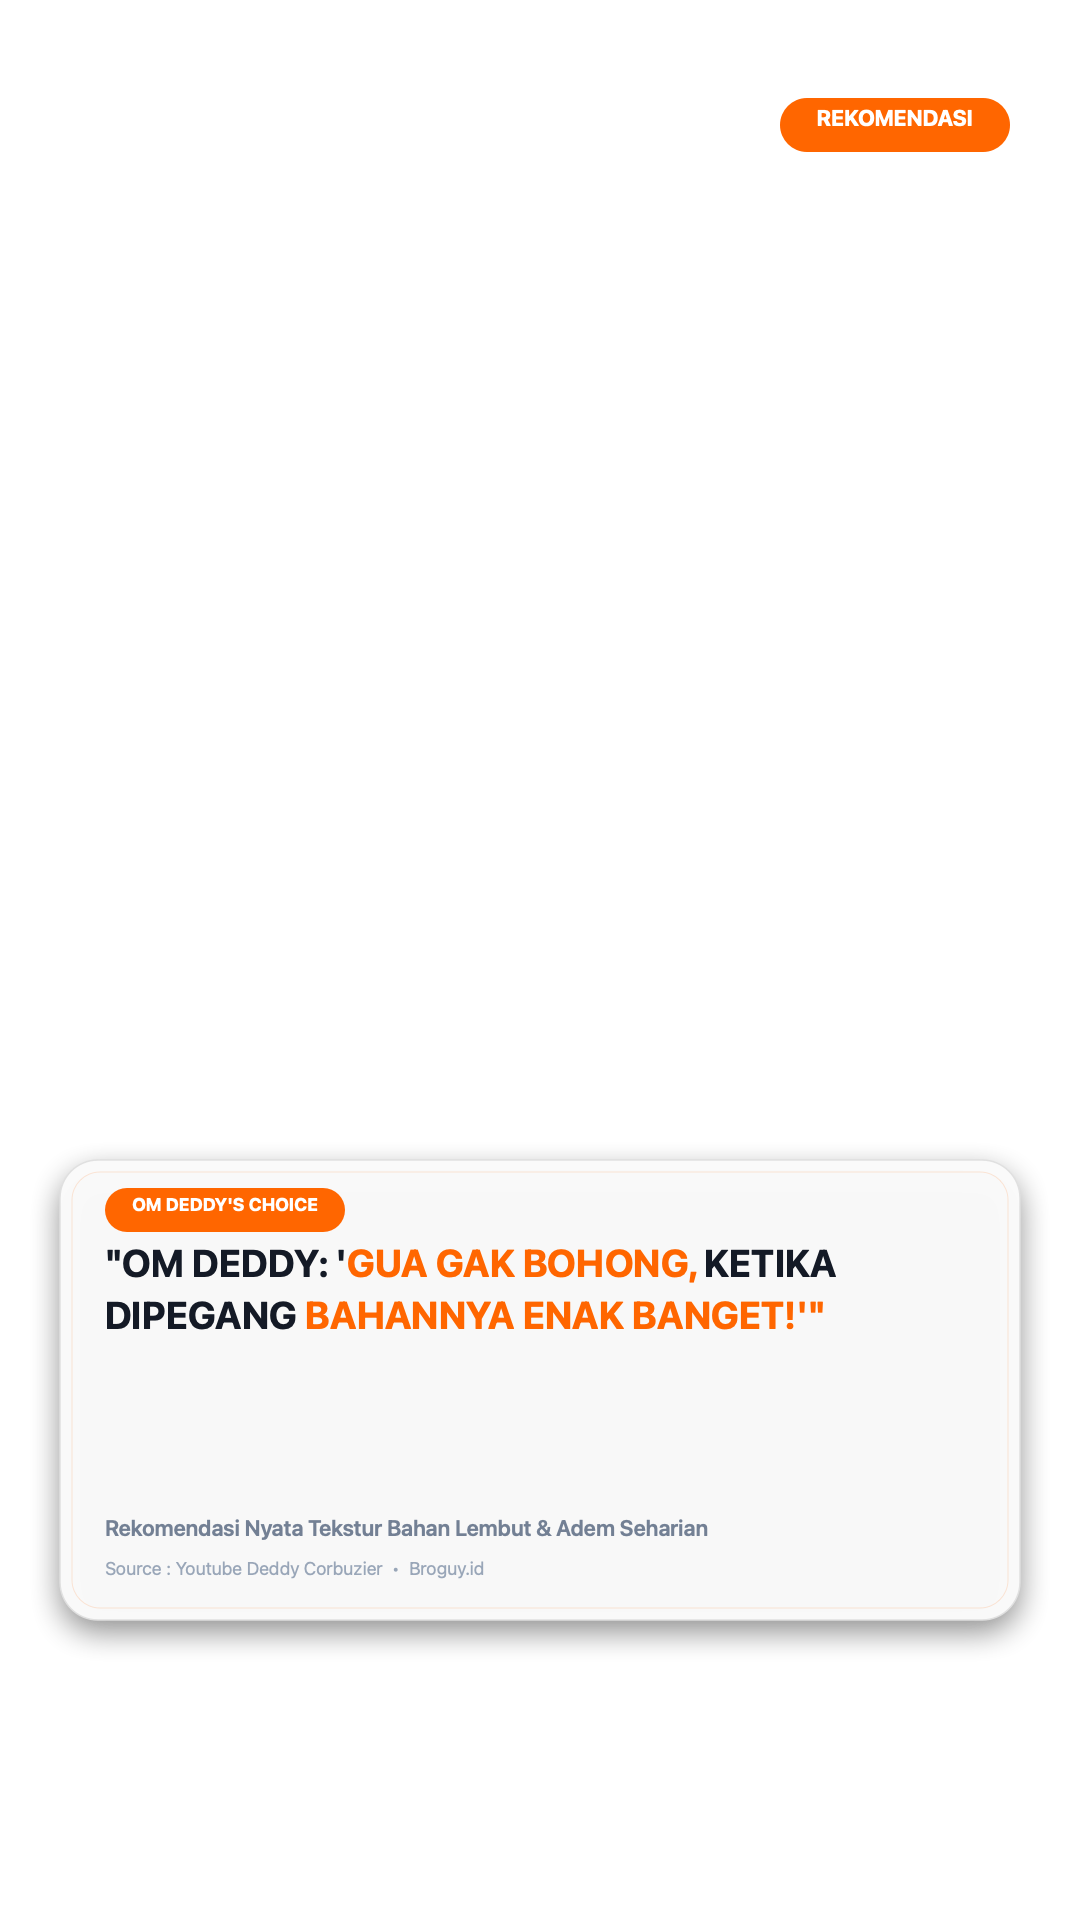 REKOMENDASI
OM DEDDY'S CHOICE
"OM DEDDY: 'GUA GAK BOHONG, KETIKA
DIPEGANG BAHANNYA ENAK BANGET!'"
Rekomendasi Nyata Tekstur Bahan Lembut & Adem Seharian
Source : Youtube Deddy Corbuzier • Broguy.id